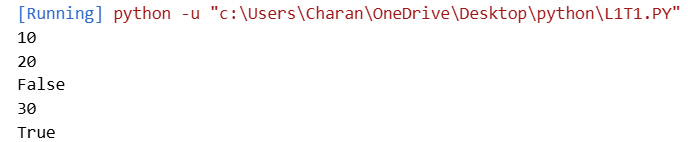 [Running] python -u "c:\Users\Charan\OneDrive\Desktop\python\L1T1.PY"
10
20
False
30
True